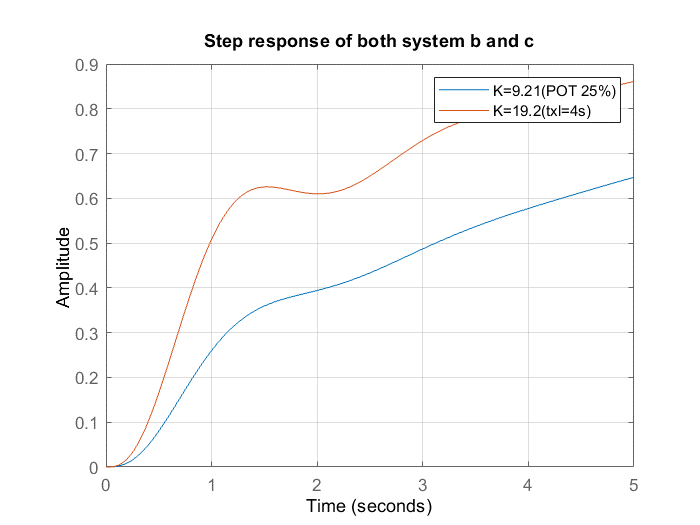 Step response of both system b and c
K=9.21(POT 25%)
K=19.2(txl=4s)
Amplitude
0.9
0.8
0.7
0.6
0.5
0.4
0.3
0.2
0.1
0
0 1 2 3 4 5
Time (seconds)